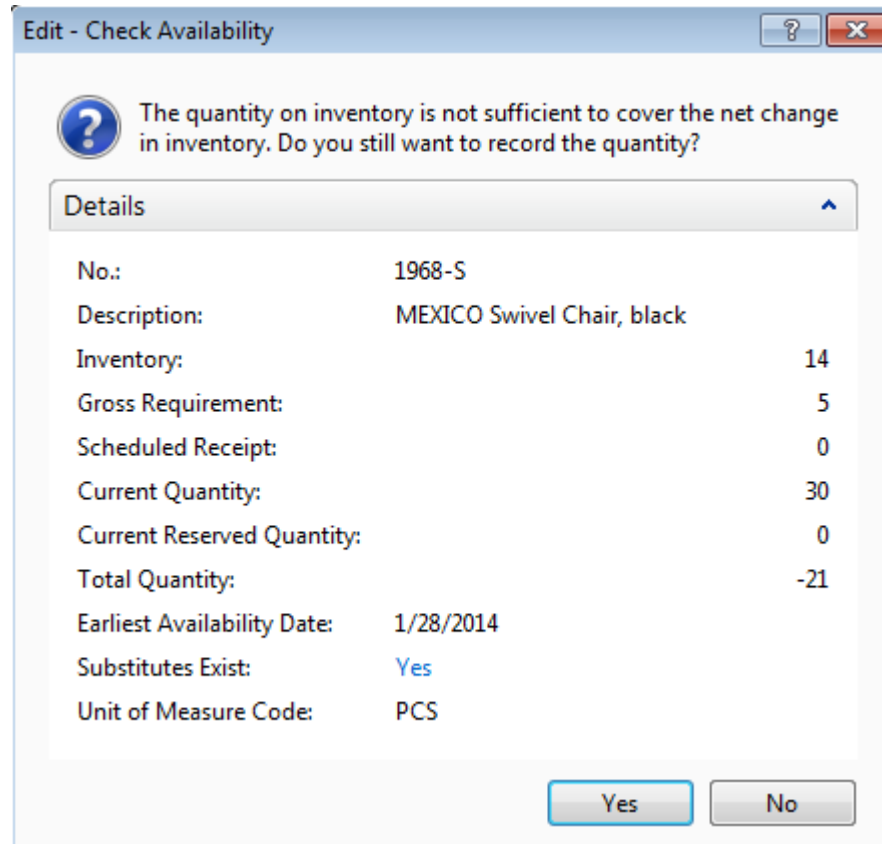 Edit - Check Availability
The quantity on inventory is not sufficient to cover the net change
in inventory. Do you still want to record the quantity?
Details
No.: 1968-S
Description: MEXICO Swivel Chair, black
Inventory: 14
Gross Requirement: 5
Scheduled Receipt: 0
Current Quantity: 30
Current Reserved Quantity: 0
Total Quantity: -21
Earliest Availability Date: 1/28/2014
Substitutes Exist: Yes
Unit of Measure Code: PCS
Yes No